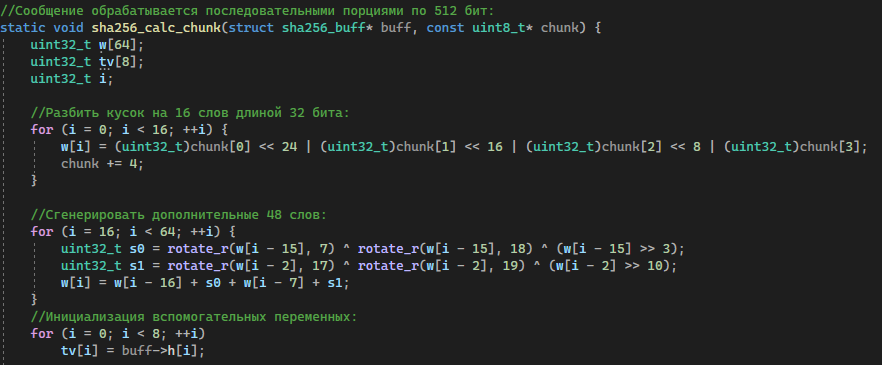 //Сообщение обрабатывается последовательными порциями по 512 бит:
static void sha256_calc_chunk(struct sha256_buff* buff, const uint8_t* chunk) {
    uint32_t w[64];
    uint32_t tv[8];
    uint32_t i;

    //Разбить кусок на 16 слов длиной 32 бита:
    for (i = 0; i < 16; ++i) {
        w[i] = (uint32_t)chunk[0] << 24 | (uint32_t)chunk[1] << 16 | (uint32_t)chunk[2] << 8 | (uint32_t)chunk[3];
        chunk += 4;
    }

    //Сгенерировать дополнительные 48 слов:
    for (i = 16; i < 64; ++i) {
        uint32_t s0 = rotate_r(w[i - 15], 7) ^ rotate_r(w[i - 15], 18) ^ (w[i - 15] >> 3);
        uint32_t s1 = rotate_r(w[i - 2], 17) ^ rotate_r(w[i - 2], 19) ^ (w[i - 2] >> 10);
        w[i] = w[i - 16] + s0 + w[i - 7] + s1;
    }
    //Инициализация вспомогательных переменных:
    for (i = 0; i < 8; ++i)
        tv[i] = buff->h[i];